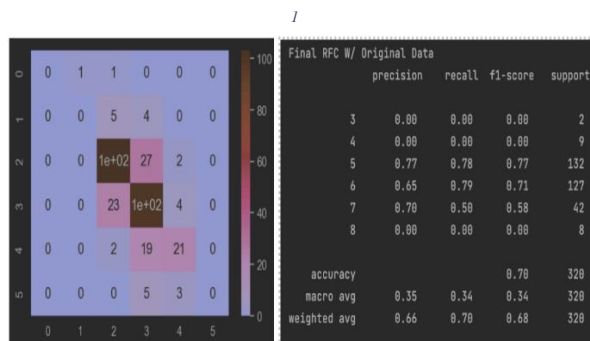 1
Final RFC W/ Original Data
precision recall f1-score support
3 0.00 0.00 0.00 2
4 0.00 0.00 0.00 9
5 0.77 0.78 0.77 132
6 0.65 0.79 0.71 127
7 0.70 0.50 0.58 42
8 0.00 0.00 0.00 8
accuracy 0.70 320
macro avg 0.35 0.34 0.34 320
weighted avg 0.66 0.70 0.68 320
0 0 1 1 0 0 0
1 0 0 5 4 0 0
2 0 0 1e+02 27 2 0
3 0 0 23 1e+02 4 0
4 0 0 2 19 21 0
5 0 0 0 5 3 0
0 1 2 3 4 5
100
80
60
40
20
0